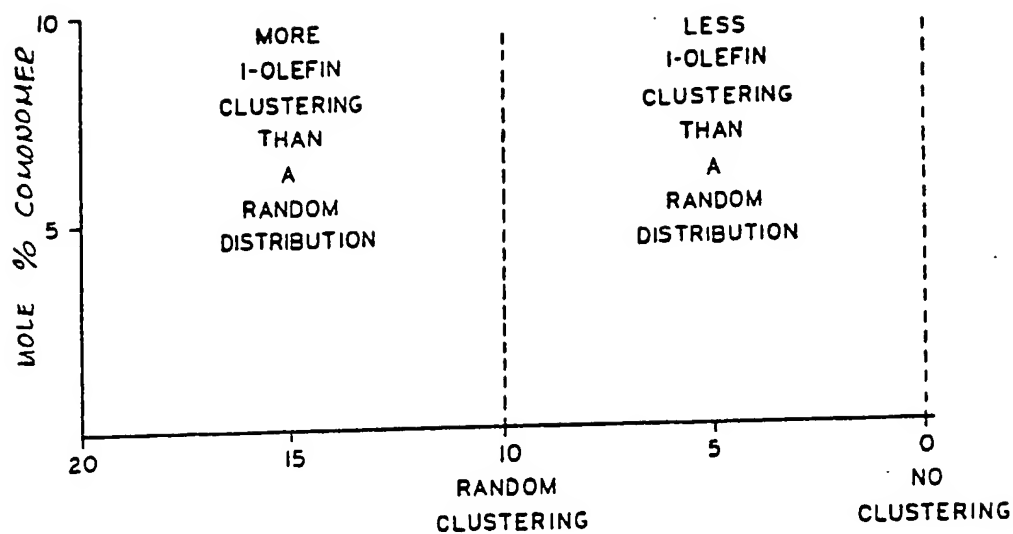 10
MORE
1-OLEFIN
CLUSTERING
THAN
A
RANDOM
DISTRIBUTION
LESS
1-OLEFIN
CLUSTERING
THAN
A
RANDOM
DISTRIBUTION
MOLE % COMONOMER
5
20
15
10
5
0
RANDOM
CLUSTERING
NO
CLUSTERING